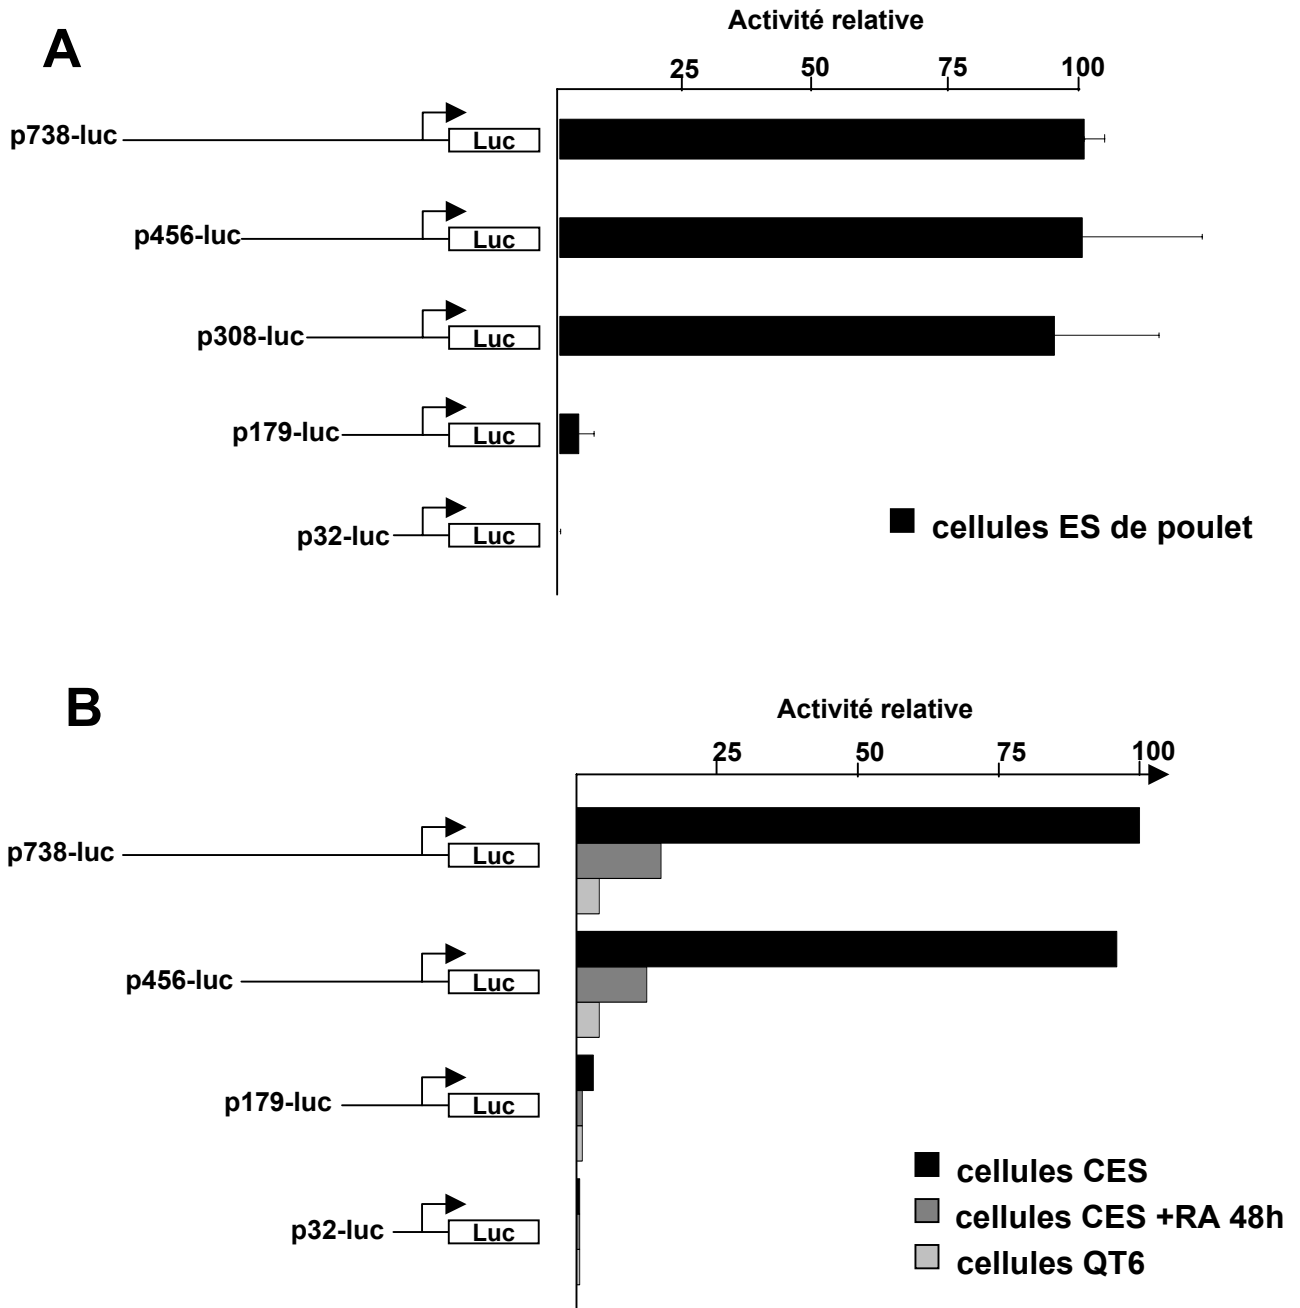 A
Activité relative
25 50 75 100
p738-luc Luc
p456-luc Luc
p308-luc Luc
p179-luc Luc
p32-luc Luc
cellules ES de poulet
B
Activité relative
25 50 75 100
p738-luc Luc
p456-luc Luc
p179-luc Luc
p32-luc Luc
cellules CES
cellules CES +RA 48h
cellules QT6